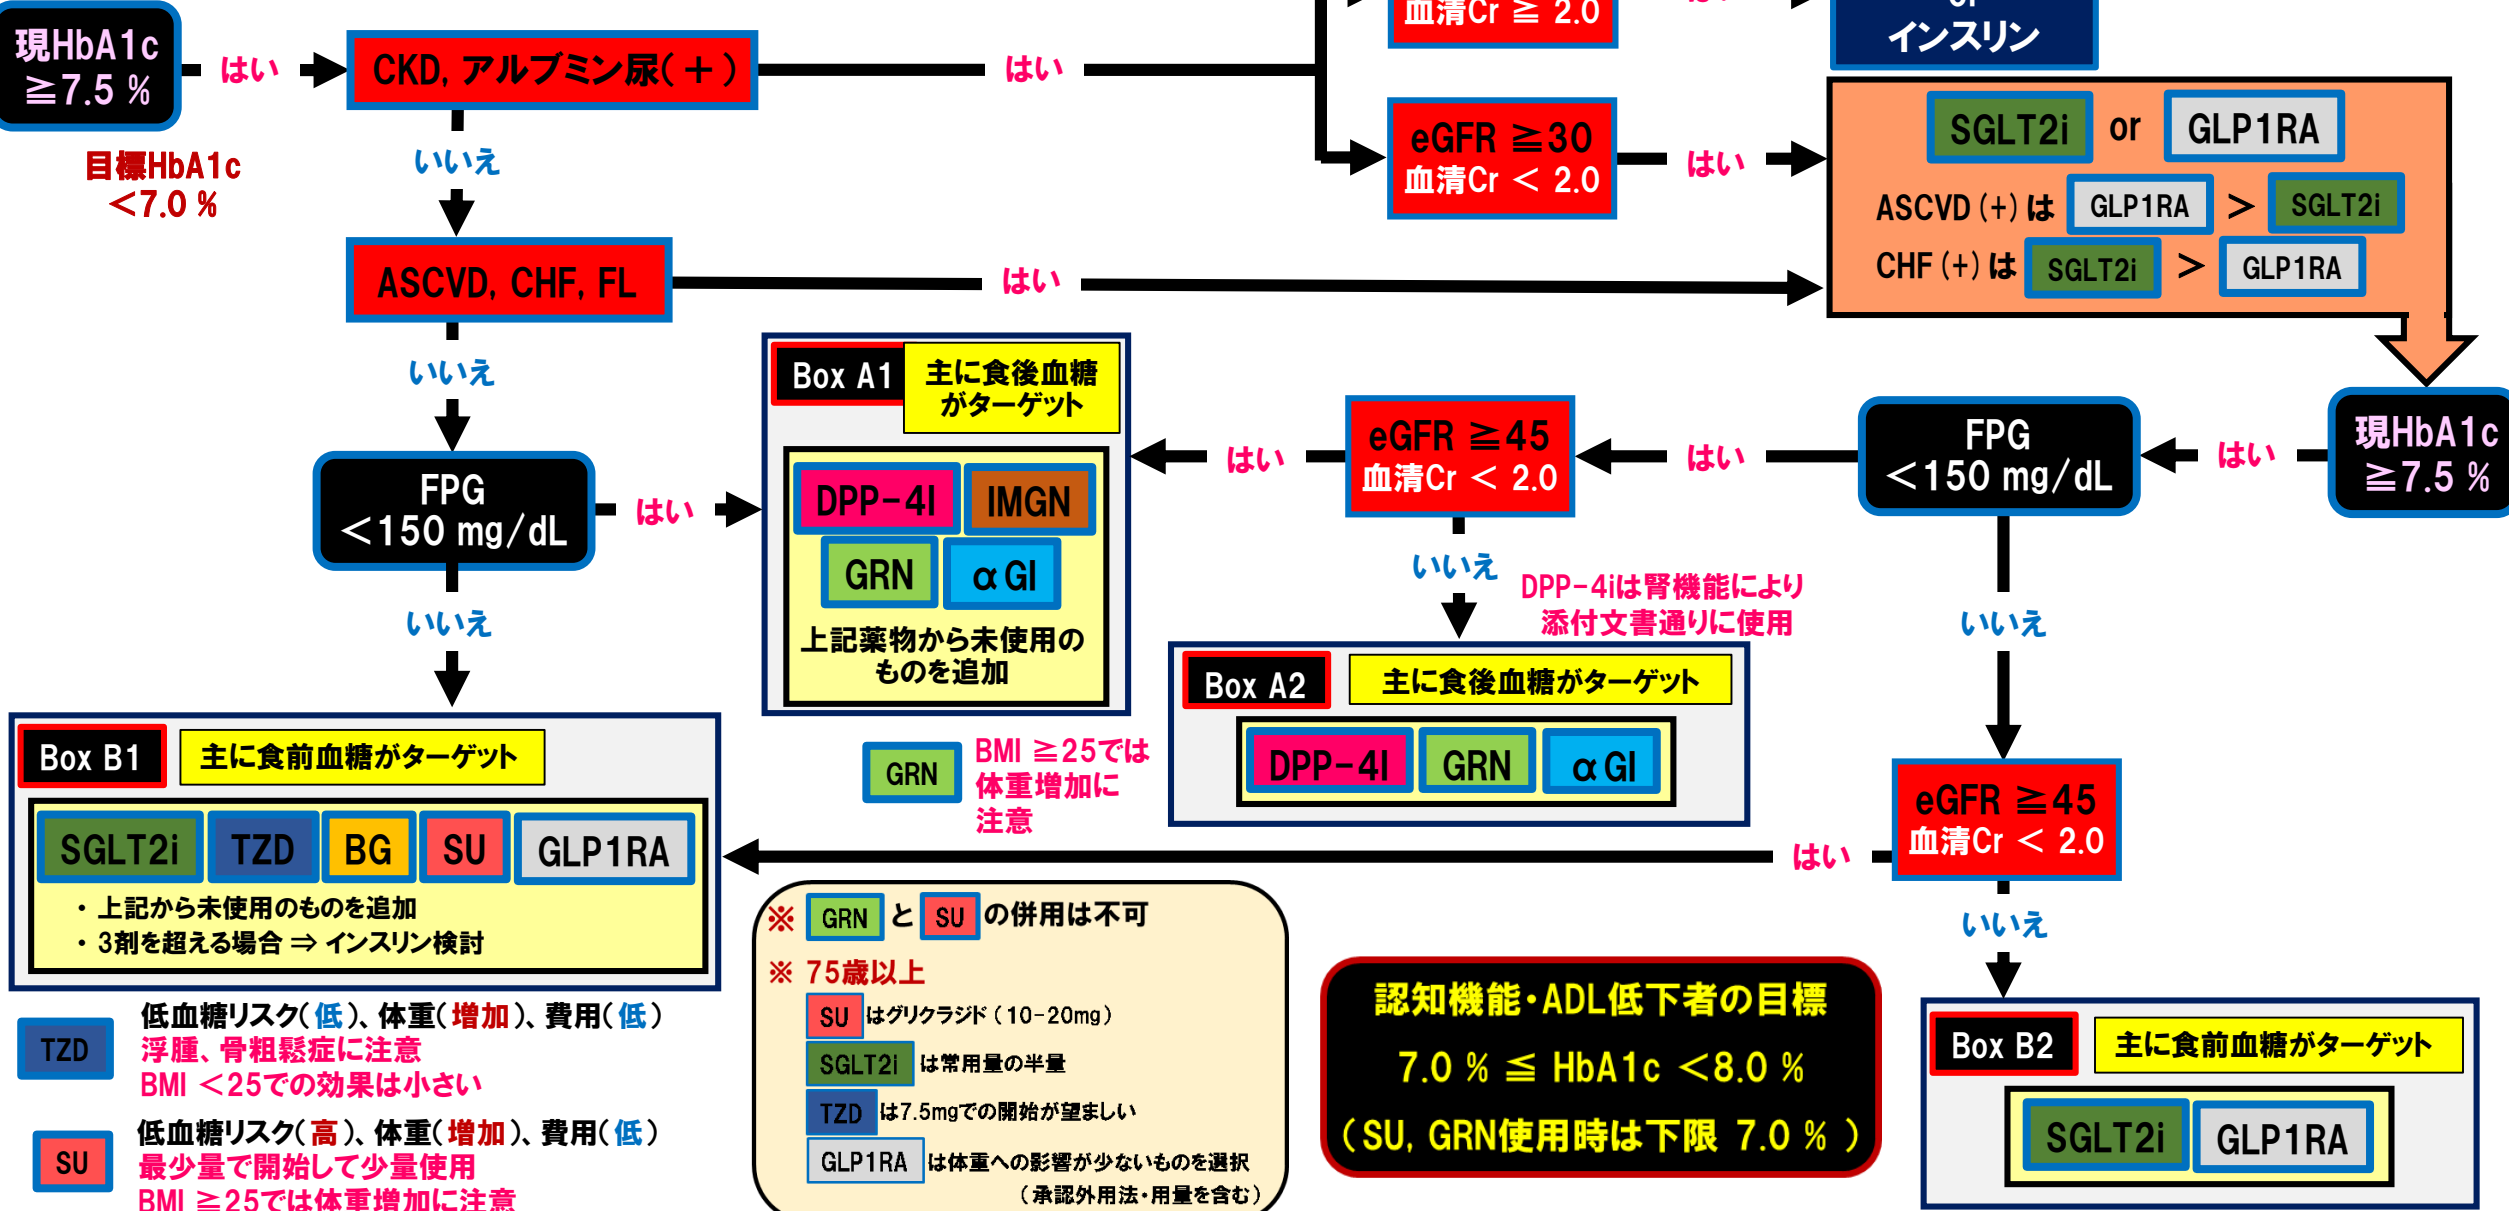 現HbA1c
≧7.5 %
はい
CKD, アルブミン尿(+)
はい
血清Cr ≧ 2.0
はい
or
インスリン
目標HbA1c
<7.0 %
いいえ
eGFR ≧30
血清Cr < 2.0
はい
SGLT2i or GLP1RA
ASCVD(+)は GLP1RA > SGLT2i
CHF(+)は SGLT2i > GLP1RA
ASCVD, CHF, FL
はい
いいえ
FPG
<150 mg/dL
はい
いいえ
Box A1
主に食後血糖
がターゲット
DPP-4I IMGN
GRN αGI
上記薬物から未使用の
ものを追加
はい
eGFR ≧45
血清Cr < 2.0
はい
FPG
<150 mg/dL
はい
現HbA1c
≧7.5 %
いいえ
DPP-4iは腎機能により
添付文書通りに使用
いいえ
Box A2
主に食後血糖がターゲット
DPP-4I GRN αGI
GRN
BMI ≧25では
体重増加に
注意
Box B1
主に食前血糖がターゲット
SGLT2i TZD BG SU GLP1RA
・上記から未使用のものを追加
・3剤を超える場合 ⇒ インスリン検討
はい
eGFR ≧45
血清Cr < 2.0
いいえ
TZD
低血糖リスク(低)、体重(増加)、費用(低)
浮腫、骨粗鬆症に注意
BMI <25での効果は小さい
SU
低血糖リスク(高)、体重(増加)、費用(低)
最少量で開始して少量使用
BMI ≧25では体重増加に注意
※ GRN と SU の併用は不可
※ 75歳以上
SU はグリクラジド(10-20mg)
SGLT2i は常用量の半量
TZD は7.5mgでの開始が望ましい
GLP1RA は体重への影響が少ないものを選択
(承認外用法・用量を含む)
認知機能・ADL低下者の目標
7.0 % ≦ HbA1c <8.0 %
(SU, GRN使用時は下限 7.0 %)
Box B2
主に食前血糖がターゲット
SGLT2i GLP1RA